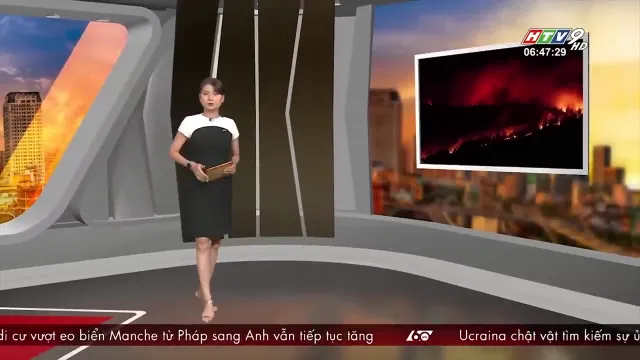 HTV9
HD
06:47:29
di cư vượt eo biển Manche từ Pháp sang Anh vẫn tiếp tục tăng 60 Ucraina chật vật tìm kiếm sự ủ